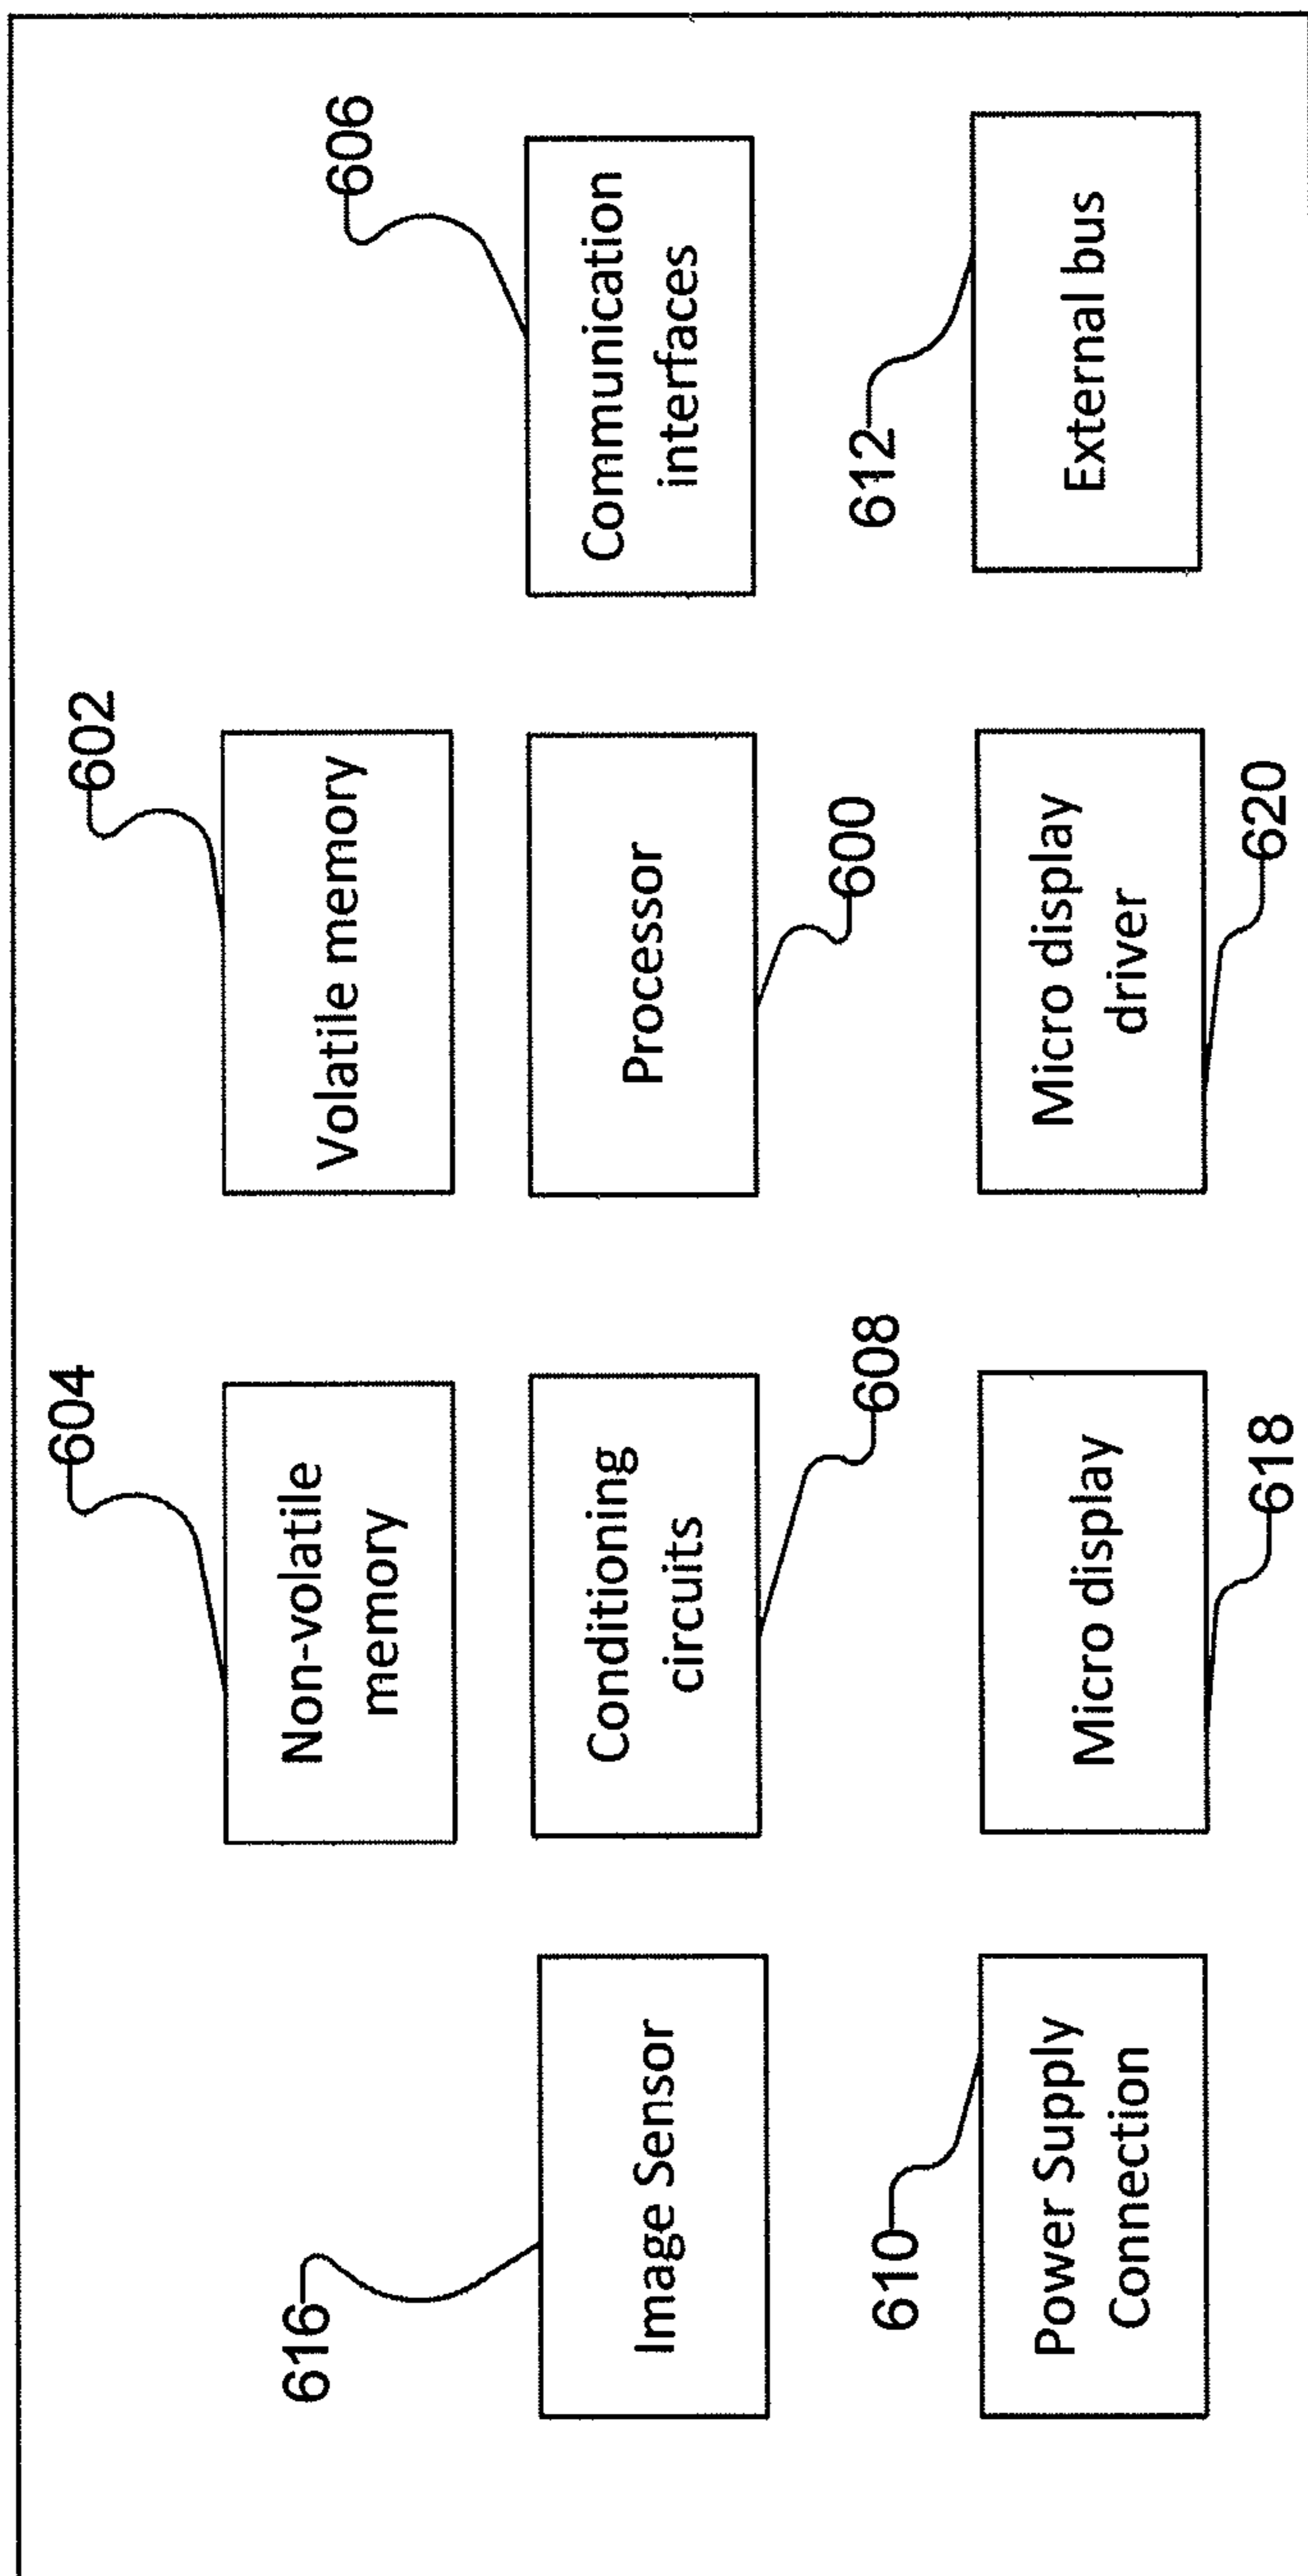 604
602
Non-volatile
memory
Volatile memory
616
606
Image Sensor
Conditioning
circuits
Processor
Communication
interfaces
610
608
600
612
Power Supply
Connection
Micro display
Micro display
driver
External bus
618
620